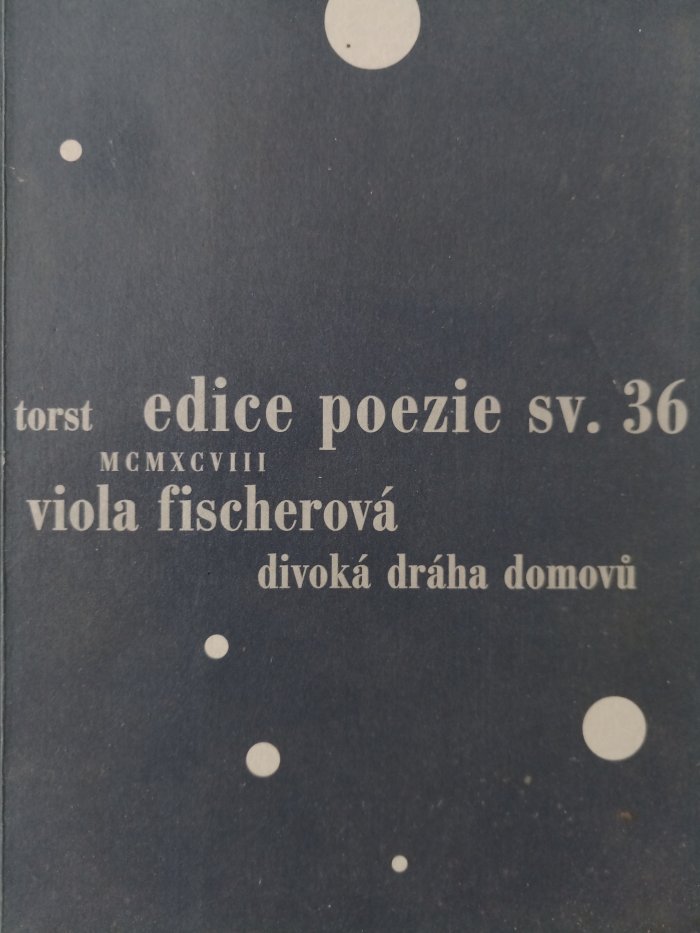 torst edice poezie sv. 36
MCMXCVIII
viola fischerová
divoká dráha domovů